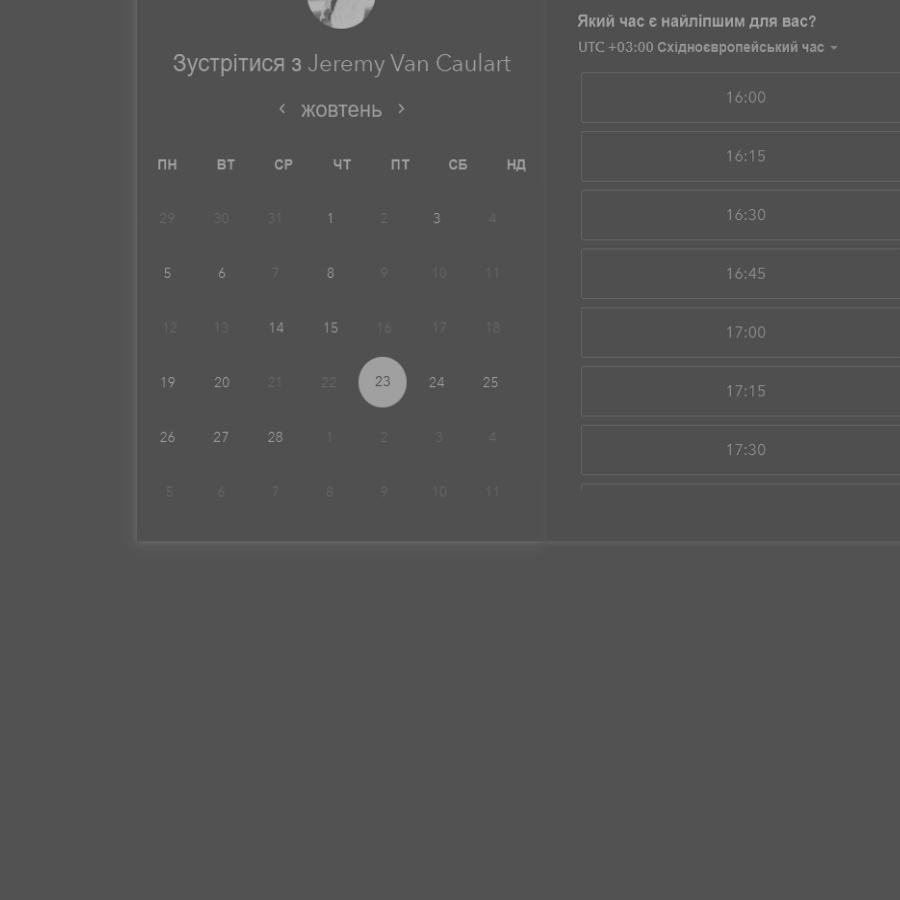 Зустрітися з Jeremy Van Caulart
жовтень
ПН ВТ СР ЧТ ПТ СБ НД
29 30 31 1 2 3 4
5 6 7 8 9 10 11
12 13 14 15 16 17 18
19 20 21 22 23 24 25
26 27 28 1 2 3 4
5 6 7 8 9 10 11
Який час є найліпшим для вас?
UTC +03:00 Східноєвропейський час
16:00
16:15
16:30
16:45
17:00
17:15
17:30